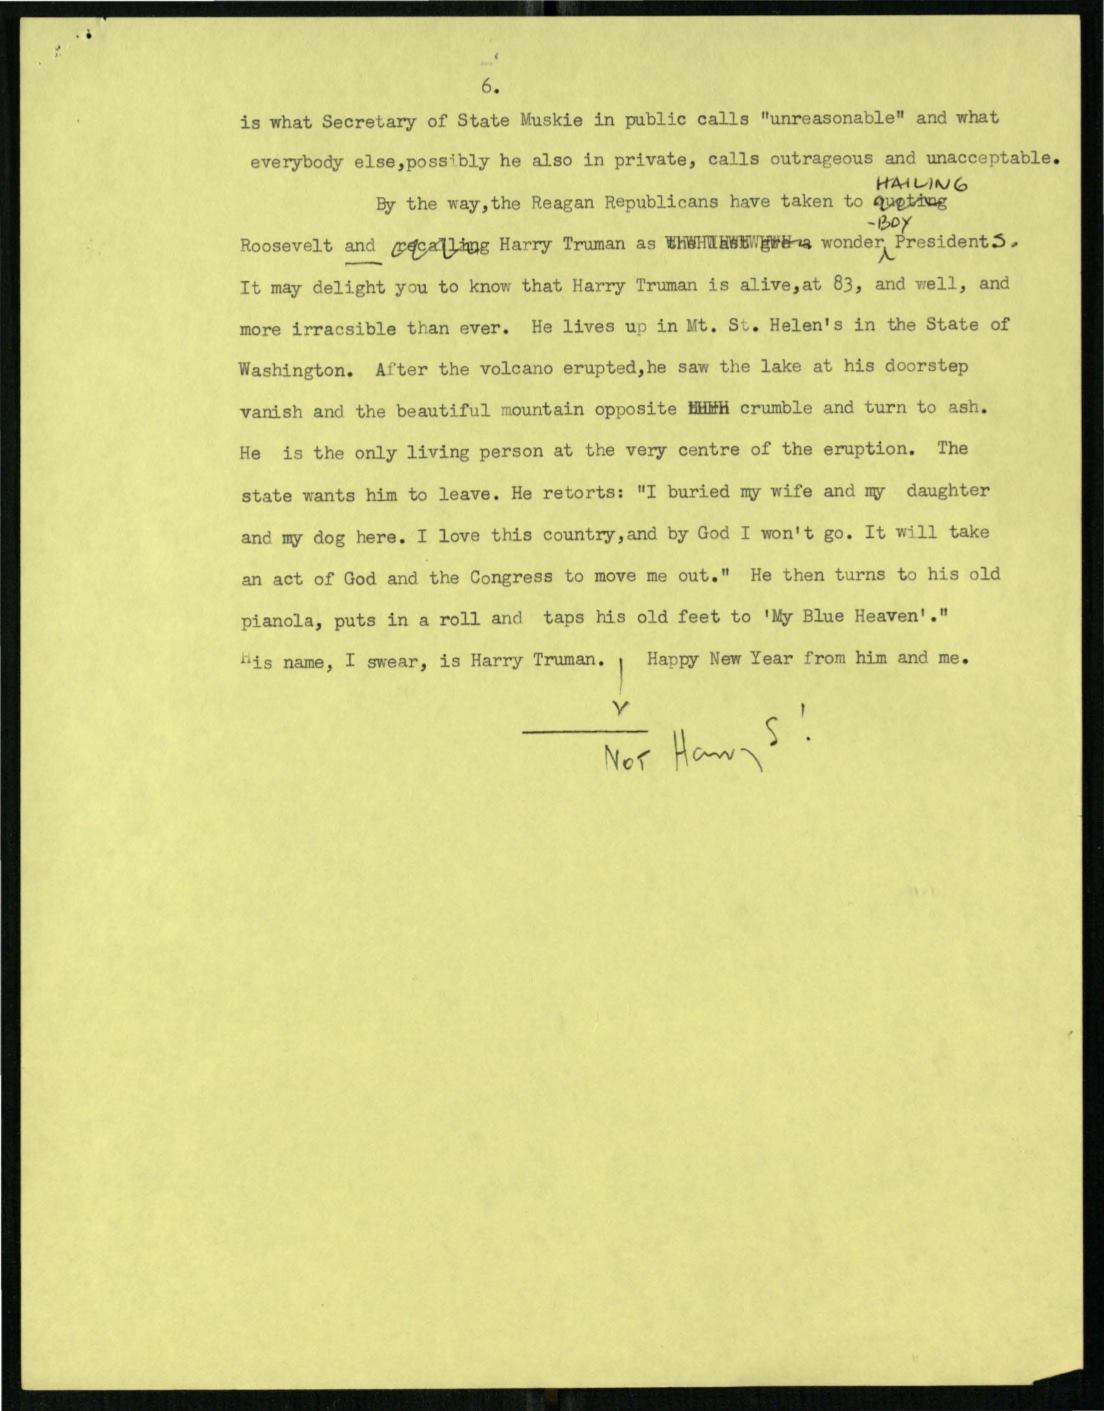 6.
is what Secretary of State Muskie in public calls "unreasonable" and what
everybody else,possibly he also in private, calls outrageous and unacceptable.
HAILING
By the way,the Reagan Republicans have taken to quoting
-BOY
Roosevelt and recalling Harry Truman as wonder President S.
It may delight you to know that Harry Truman is alive,at 83, and well, and
more irracsible than ever. He lives up in Mt. St. Helen's in the State of
Washington. After the volcano erupted,he saw the lake at his doorstep
vanish and the beautiful mountain opposite crumble and turn to ash.
He is the only living person at the very centre of the eruption. The
state wants him to leave. He retorts: "I buried my wife and my daughter
and my dog here. I love this country,and by God I won't go. It will take
an act of God and the Congress to move me out." He then turns to his old
pianola, puts in a roll and taps his old feet to 'My Blue Heaven'."
His name, I swear, is Harry Truman. Happy New Year from him and me.
NOT Harry S!